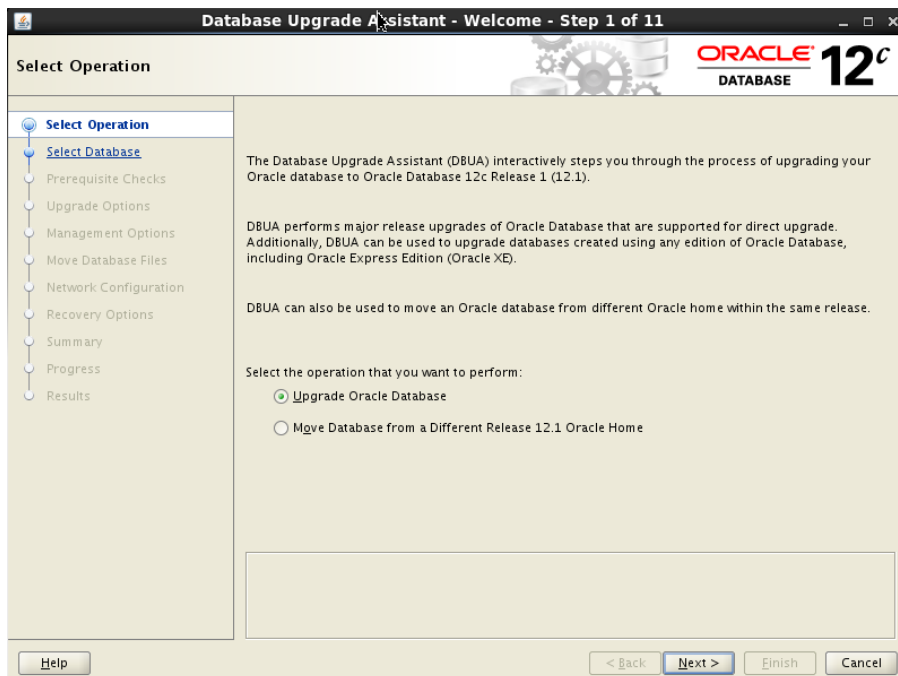 Database Upgrade Assistant - Welcome - Step 1 of 11
Select Operation
ORACLE
DATABASE
12c
Select Operation
Select Database
Prerequisite Checks
Upgrade Options
Management Options
Move Database Files
Network Configuration
Recovery Options
Summary
Progress
Results
The Database Upgrade Assistant (DBUA) interactively steps you through the process of upgrading your
Oracle database to Oracle Database 12c Release 1 (12.1).
DBUA performs major release upgrades of Oracle Database that are supported for direct upgrade.
Additionally, DBUA can be used to upgrade databases created using any edition of Oracle Database,
including Oracle Express Edition (Oracle XE).
DBUA can also be used to move an Oracle database from different Oracle home within the same release.
Select the operation that you want to perform:
Upgrade Oracle Database
Move Database from a Different Release 12.1 Oracle Home
Help
< Back
Next >
Finish
Cancel